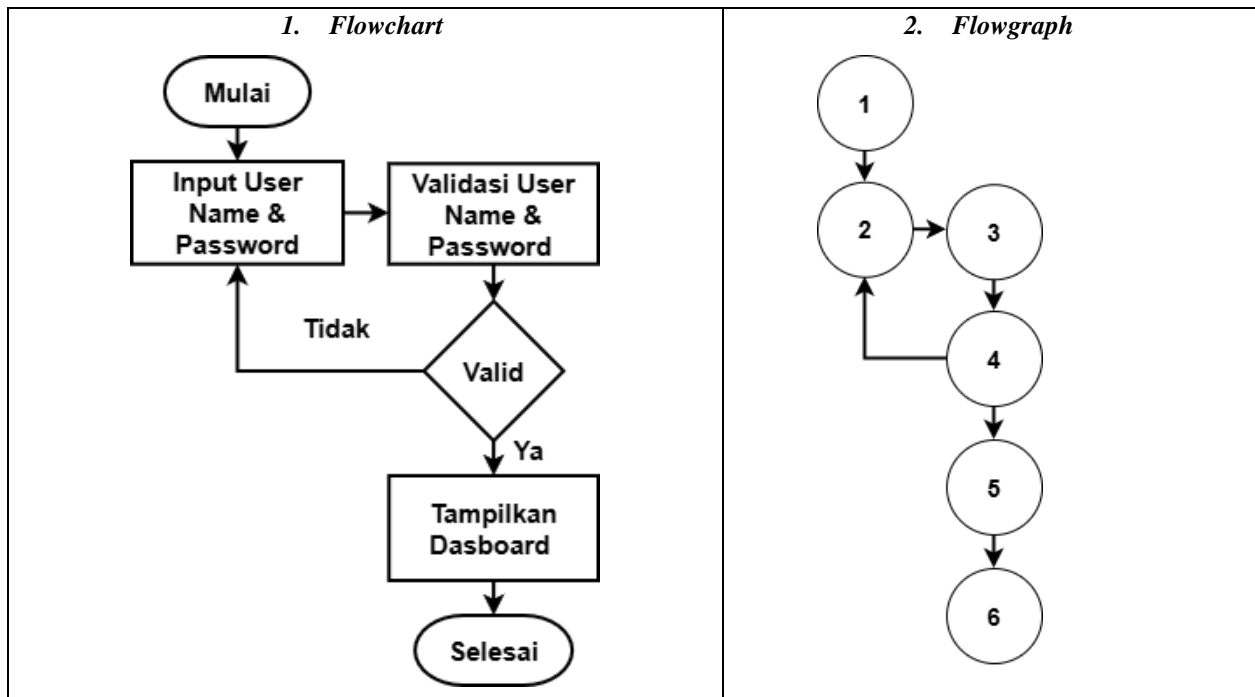 1. Flowchart
Mulai
Input User
Name &
Password
Validasi User
Name &
Password
Tidak
Valid
Ya
Tampilkan
Dasboard
Selesai
2. Flowgraph
1
2
3
4
5
6